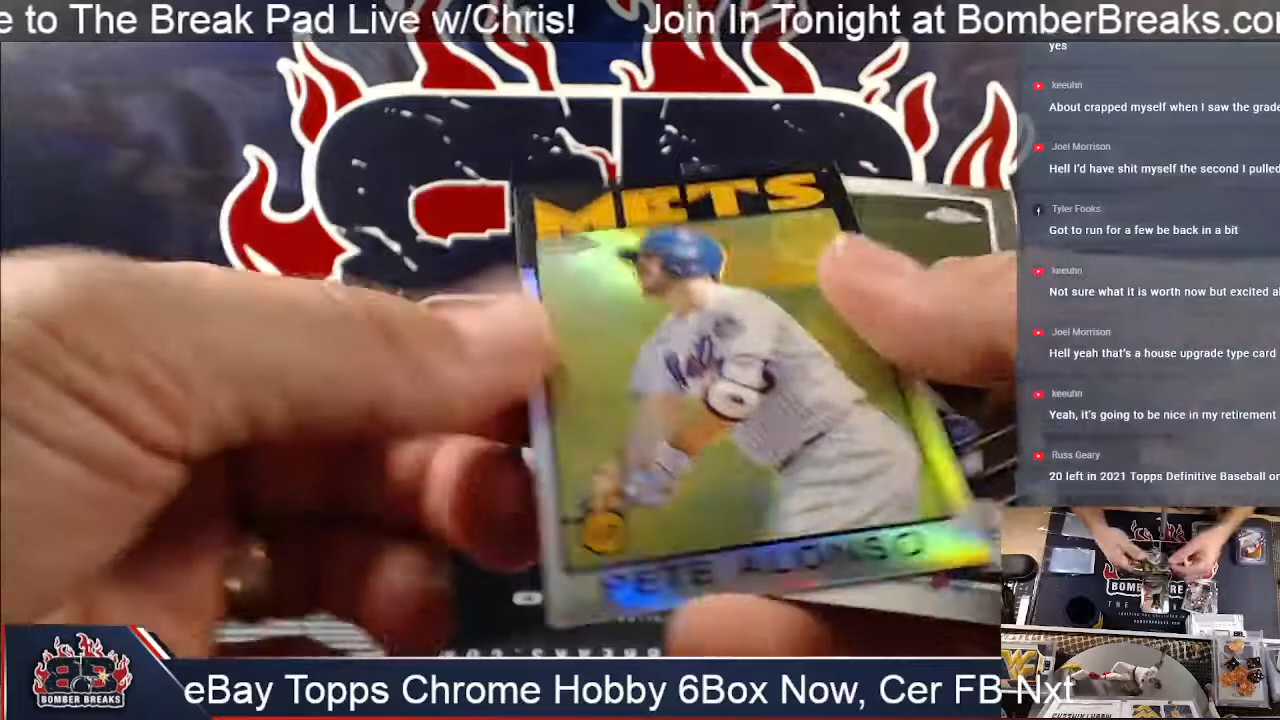 e to The Break Pad Live w/Chris!
Join In Tonight at BomberBreaks.com
yes
keeuhn
About crapped myself when I saw the grade
Joel Morrison
Hell I'd have shit myself the second I pulled
Tyler Fooks
Got to run for a few be back in a bit
keeuhn
Not sure what it is worth now but excited a
Joel Morrison
Hell yeah that's a house upgrade type card
keeuhn
Yeah, it's going to be nice in my retirement
Russ Geary
20 left in 2021 Topps Definitive Baseball o
METS
PETE ALONSO
BOMBER BREAKS
eBay Topps Chrome Hobby 6Box Now, Cer FB Nxt